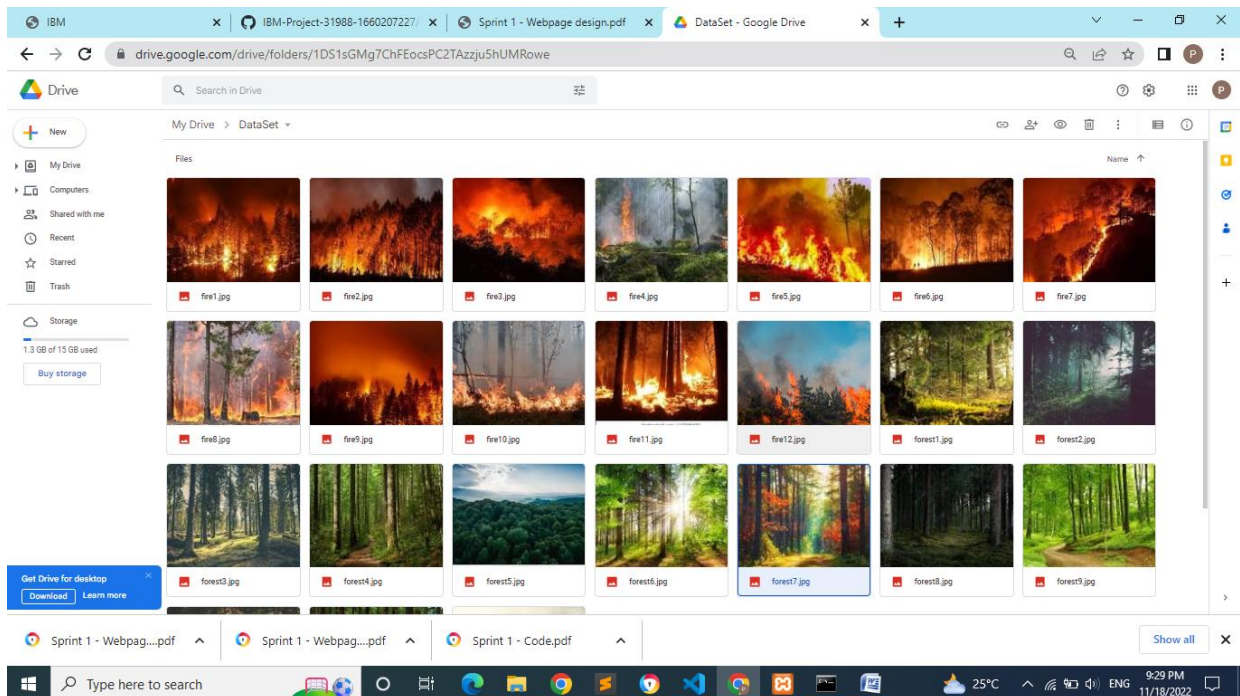 IBM
IBM-Project-31988-1660207227/
Sprint 1 - Webpage design.pdf
DataSet - Google Drive
drive.google.com/drive/folders/1DS1sGMg7ChFEocsPC2TAzzju5hUMRowe
P
Drive
Search in Drive
P
New
My Drive > DataSet
My Drive
Computers
Shared with me
Recent
Starred
Trash
Storage
1.3 GB of 15 GB used
Buy storage
Files
Name
fire1.jpg
fire2.jpg
fire3.jpg
fire4.jpg
fire5.jpg
fire6.jpg
fire7.jpg
fire8.jpg
fire9.jpg
fire10.jpg
fire11.jpg
fire12.jpg
forest1.jpg
forest2.jpg
forest3.jpg
forest4.jpg
forest5.jpg
forest6.jpg
forest7.jpg
forest8.jpg
forest9.jpg
Get Drive for desktop
Download
Learn more
Sprint 1 - Webpag....pdf
Sprint 1 - Webpag....pdf
Sprint 1 - Code.pdf
Show all
Type here to search
25°C
ENG
9:29 PM
11/18/2022